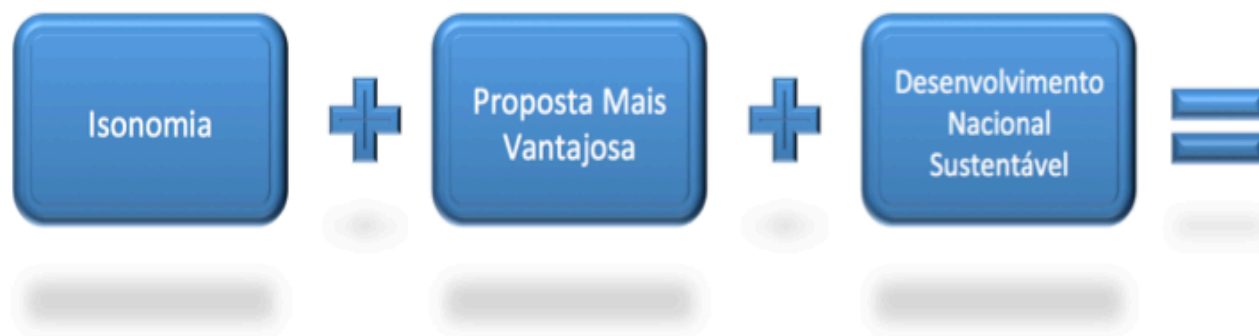 Isonomia
Proposta Mais
Vantajosa
Desenvolvimento
Nacional
Sustentável